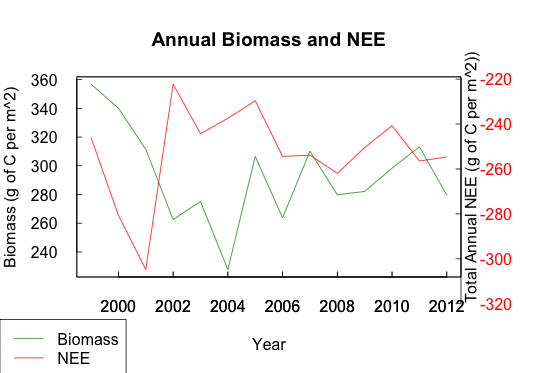 Annual Biomass and NEE
Biomass (g of C per m^2)
360
340
320
300
280
260
240
Total Annual NEE (g of C per m^2))
-220
-240
-260
-280
-300
-320
2000 2002 2004 2006 2008 2010 2012
Year
Biomass
NEE